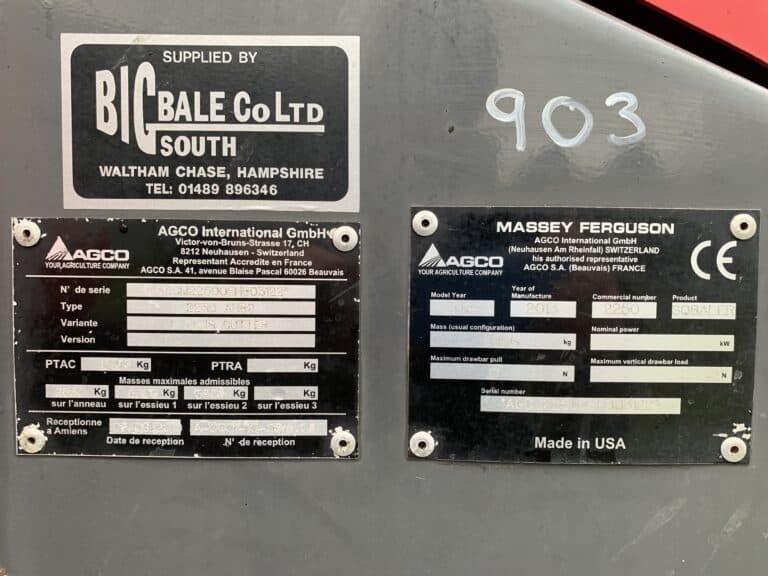 SUPPLIED BY
BIG BALE Co LTD
SOUTH
WALTHAM CHASE, HAMPSHIRE
TEL: 01489 896346
903
AGCO
YOUR AGRICULTURE COMPANY
AGCO International GmbH
Victor-von-Bruns-Strasse 17, CH
8212 Neuhausen - Switzerland
Representant Accredite en France
AGCO S.A. 41, avenue Blaise Pascal 60026 Beauvais
N° de serie
Type
Variante
Version
PTAC Kg PTRA Kg
Masses maximales admissibles
Kg Kg Kg Kg
sur l'anneau sur l'essieu 1 sur l'essieu 2 sur l'essieu 3
Receptionne
a Amiens
Date de reception N° de reception
MASSEY FERGUSON
AGCO
YOUR AGRICULTURE COMPANY
AGCO International GmbH
(Neuhausen Am Rheinfall) SWITZERLAND
his authorised representative
AGCO S.A. (Beauvais) FRANCE
CE
Model Year Year of Manufacture Commercial number Product
2250 SQBALER
Mass (usual configuration) Nominal power
kg kW
Maximum drawbar pull Maximum vertical drawbar load
N N
Serial number
Made in USA